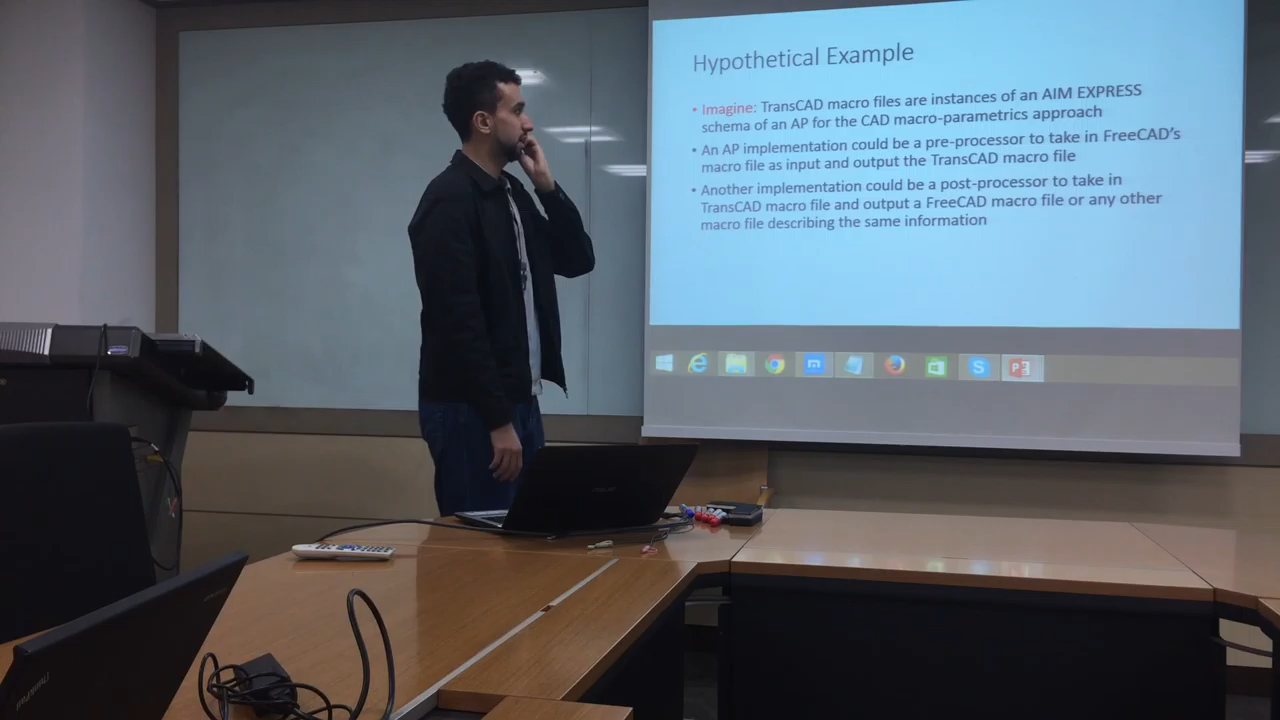 Hypothetical Example
• Imagine: TransCAD macro files are instances of an AIM EXPRESS
schema of an AP for the CAD macro-parametrics approach
• An AP implementation could be a pre-processor to take in FreeCAD's
macro file as input and output the TransCAD macro file
• Another implementation could be a post-processor to take in
TransCAD macro file and output a FreeCAD macro file or any other
macro file describing the same information